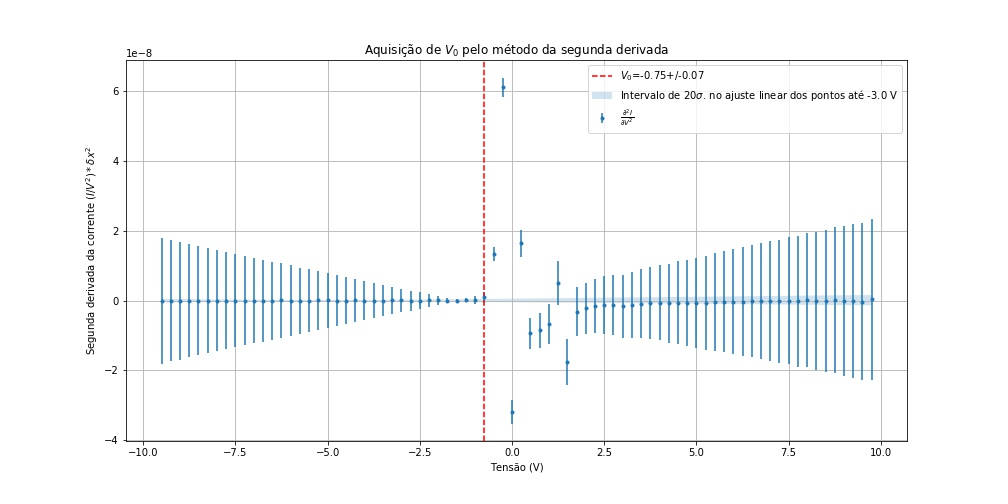 Aquisição de V₀ pelo método da segunda derivada
1e−8
V₀=-0.75+/-0.07
Intervalo de 20σ. no ajuste linear dos pontos até -3.0 V
∂²I/∂V²
Segunda derivada da corrente (I/V²)*δx²
6
4
2
0
−2
−4
−10.0 −7.5 −5.0 −2.5 0.0 2.5 5.0 7.5 10.0
Tensão (V)